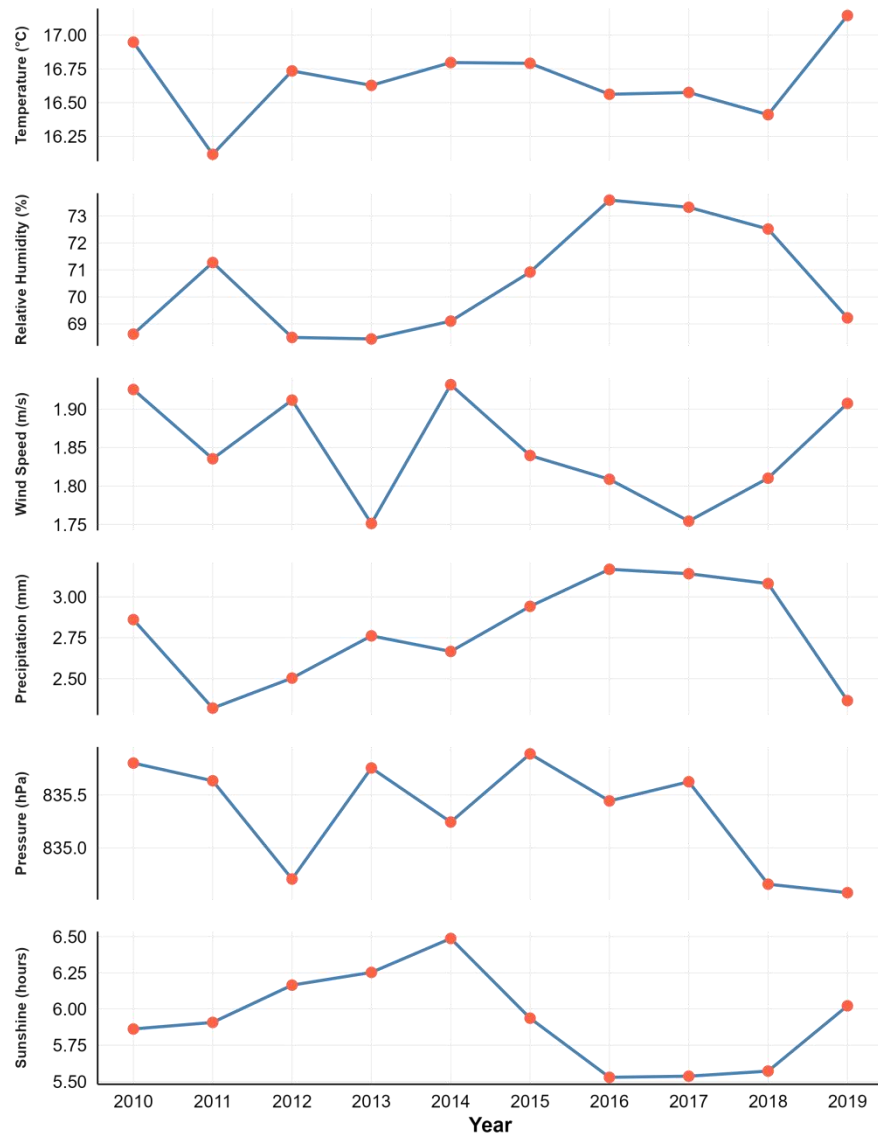 Temperature (°C)
17.00
16.75
16.50
16.25
Relative Humidity (%)
73
72
71
70
69
Wind Speed (m/s)
1.90
1.85
1.80
1.75
Precipitation (mm)
3.00
2.75
2.50
Pressure (hPa)
835.5
835.0
Sunshine (hours)
6.50
6.25
6.00
5.75
5.50
2010 2011 2012 2013 2014 2015 2016 2017 2018 2019
Year